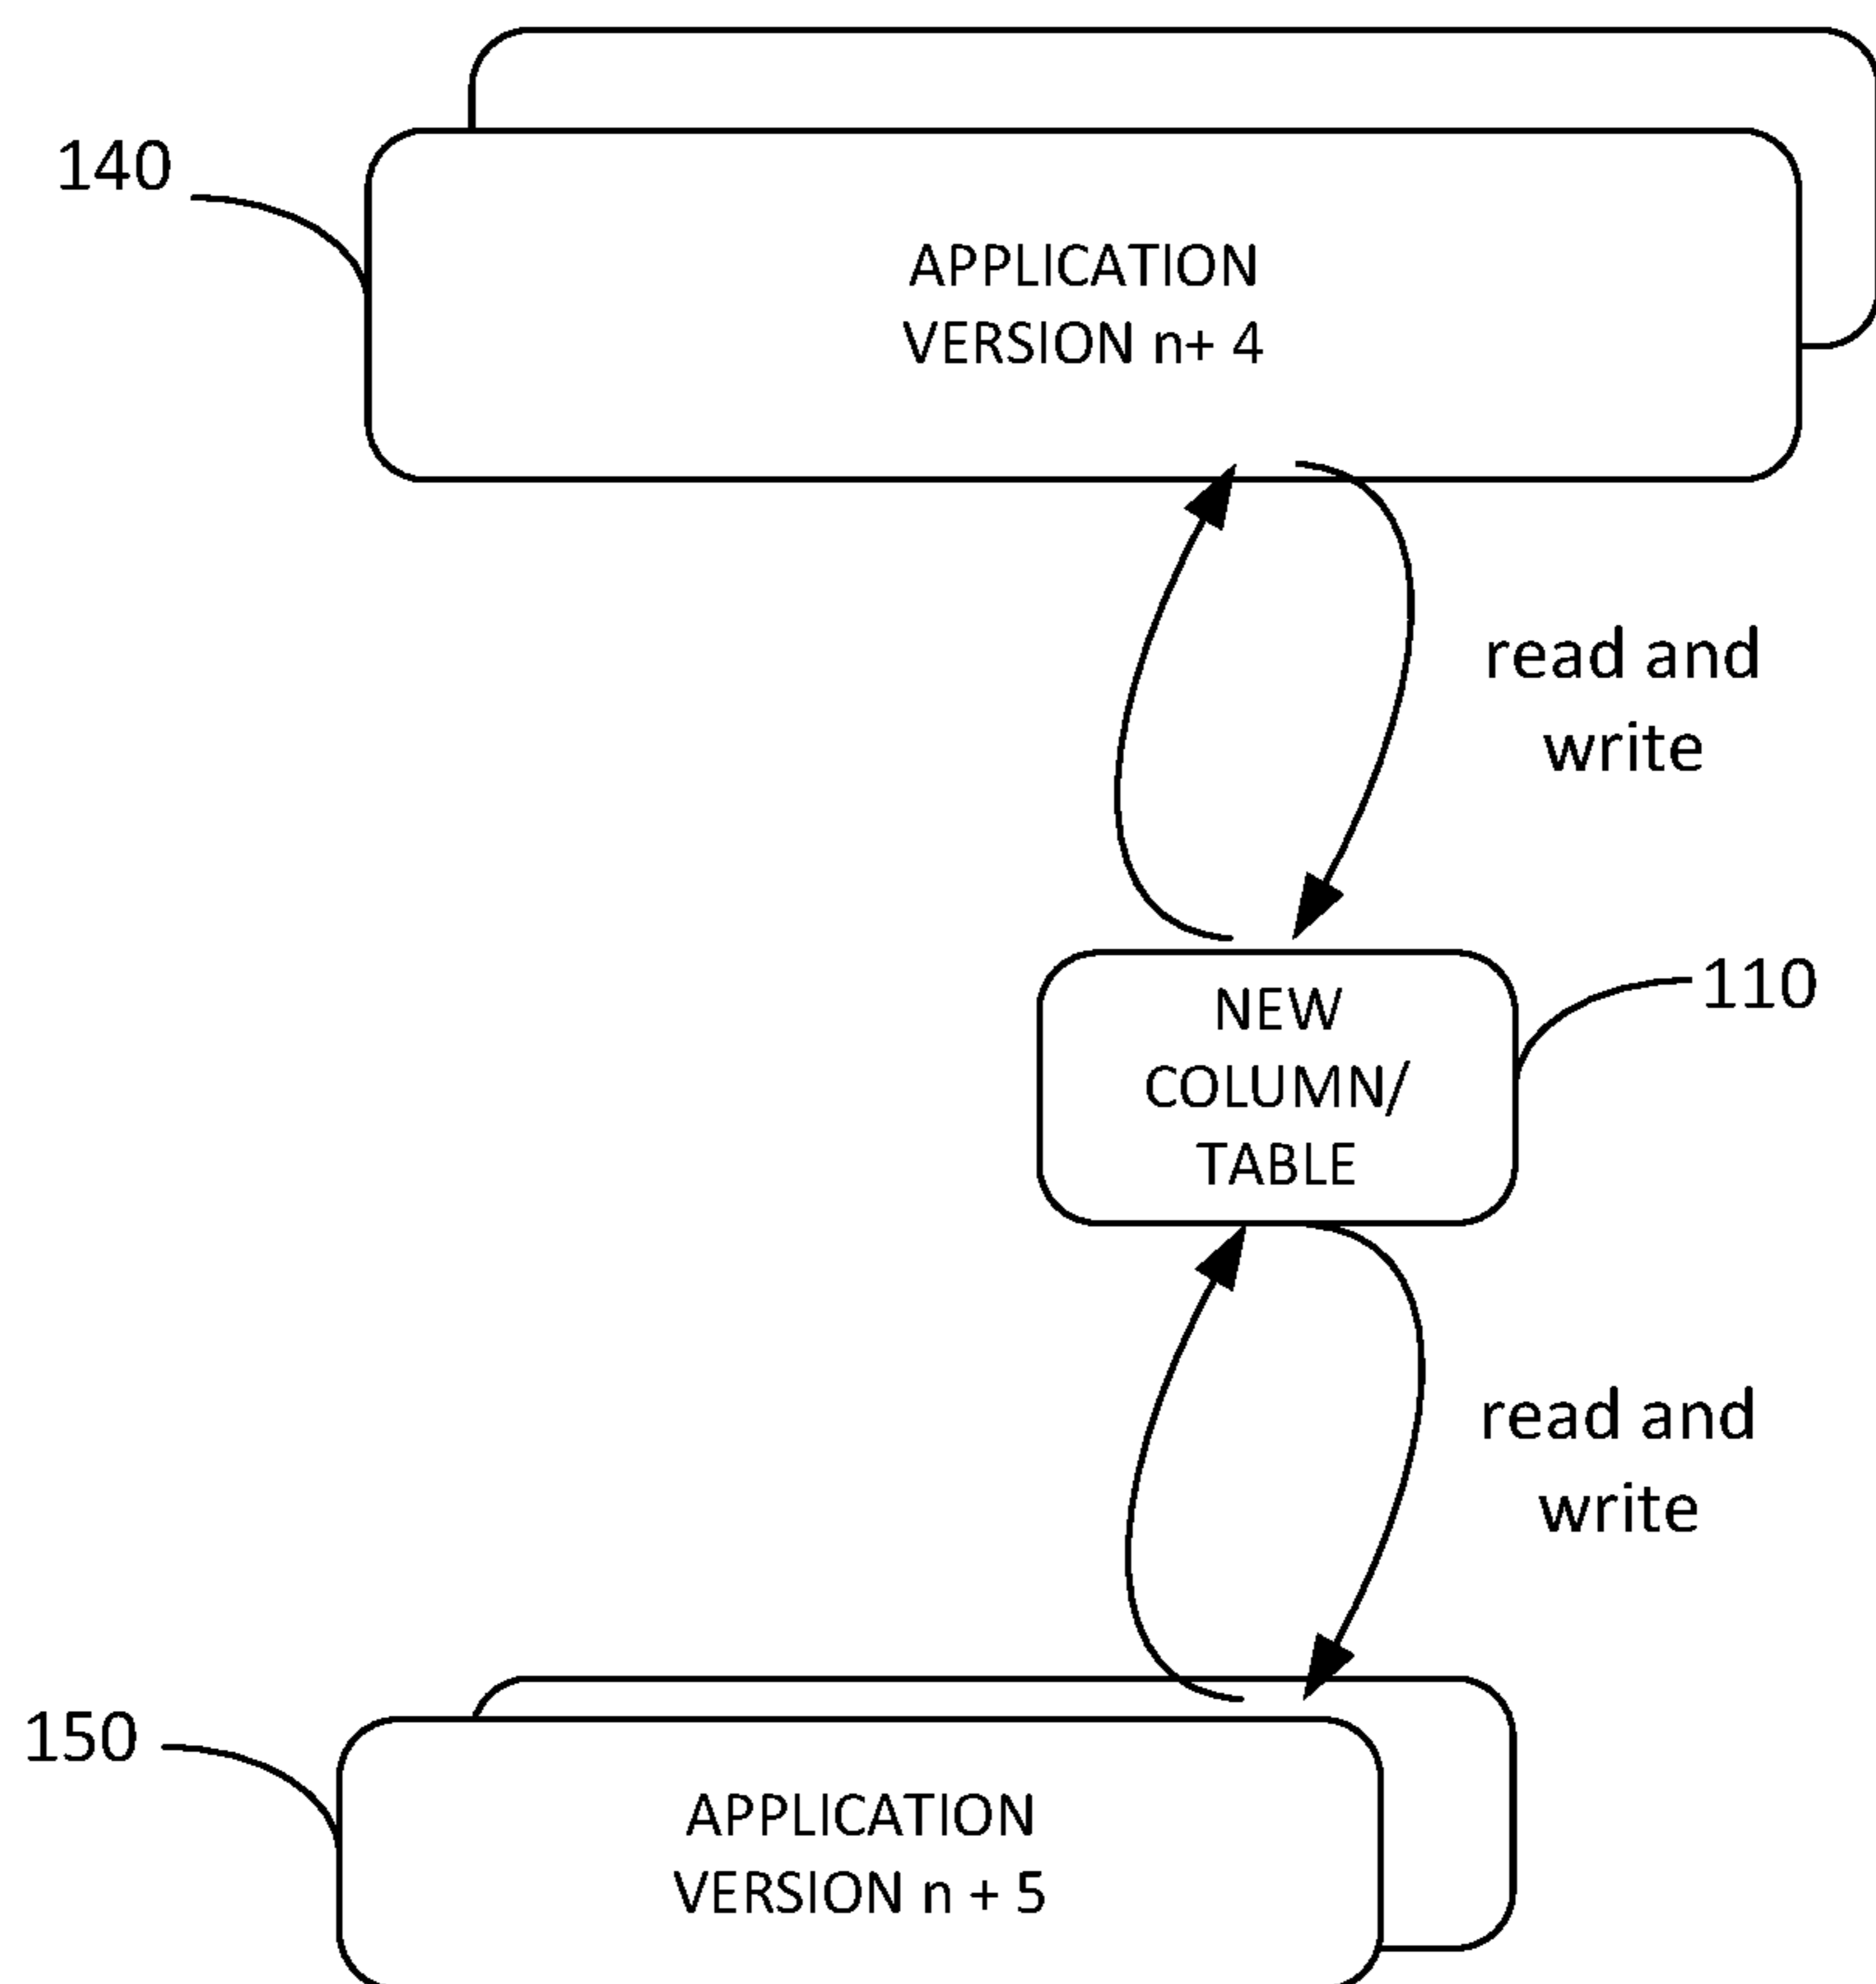 140
APPLICATION
VERSION n+ 4
read and
write
NEW
COLUMN/
TABLE
110
read and
write
150
APPLICATION
VERSION n + 5